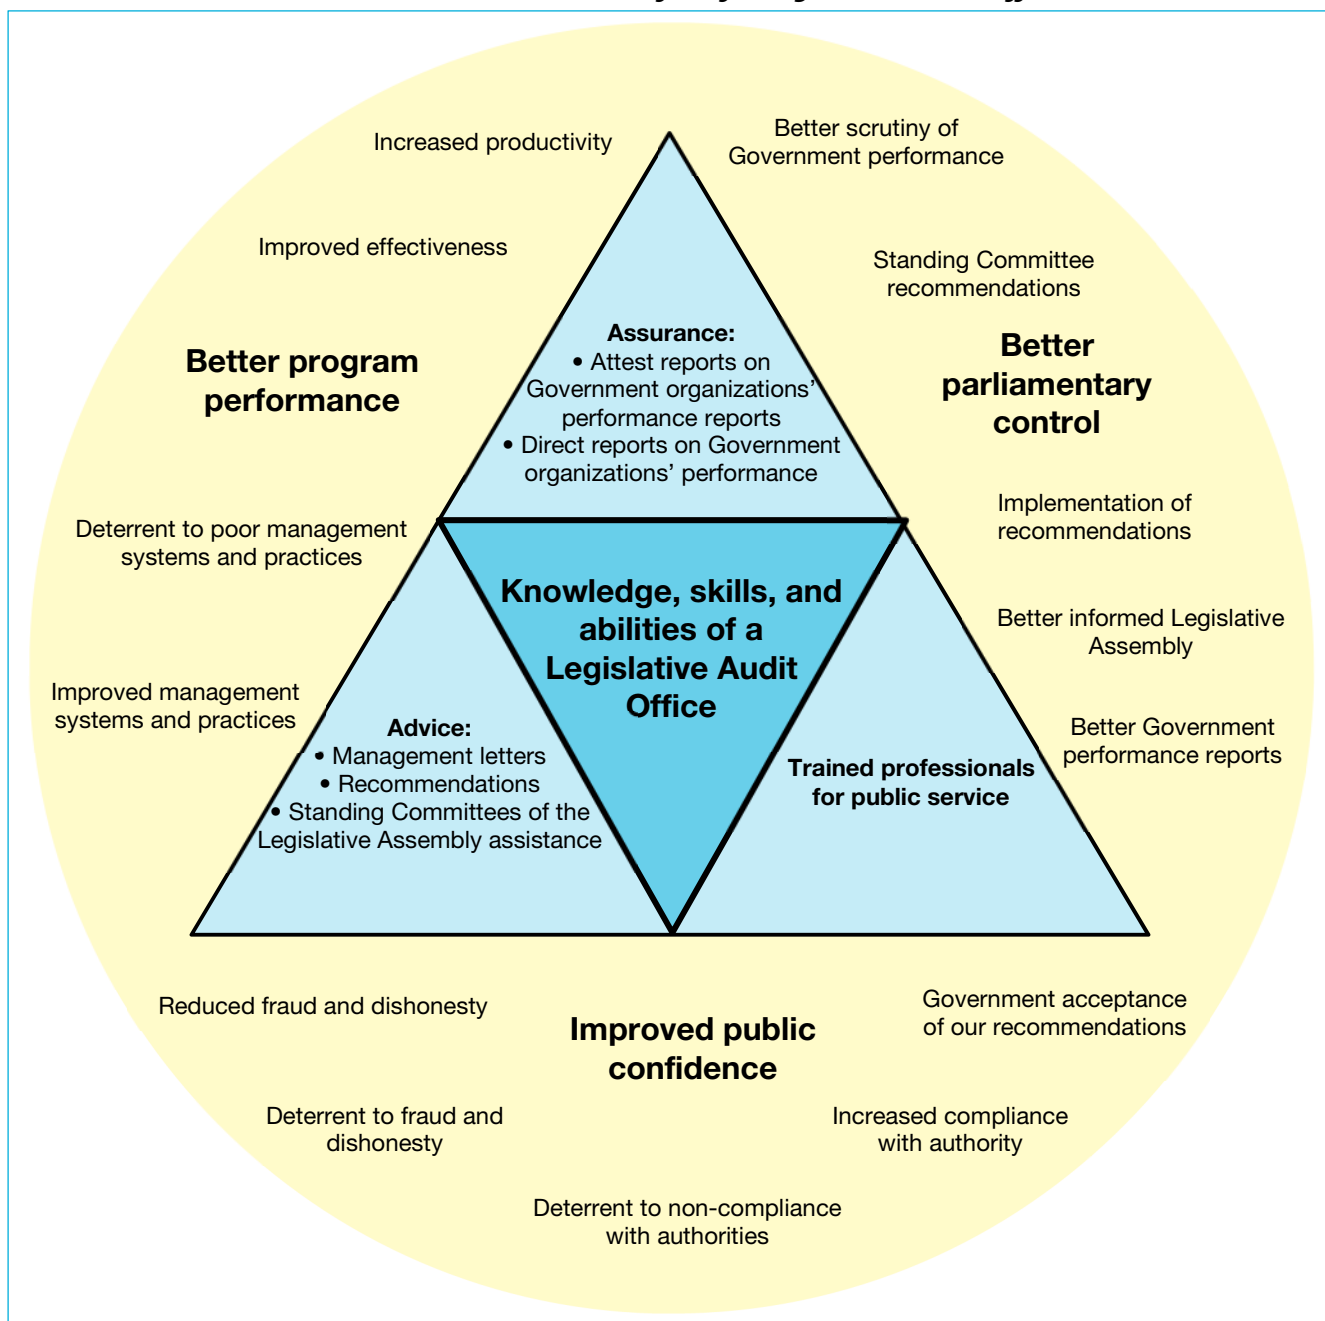 Increased productivity
Better scrutiny of
Government performance
Improved effectiveness
Standing Committee
recommendations
Better program
performance
Assurance:
• Attest reports on
Government organizations’
performance reports
• Direct reports on Government
organizations’ performance
Better
parliamentary
control
Deterrent to poor management
systems and practices
Implementation of
recommendations
Knowledge, skills, and
abilities of a
Legislative Audit
Office
Better informed Legislative
Assembly
Improved management
systems and practices
Advice:
• Management letters
• Recommendations
• Standing Committees of the
Legislative Assembly assistance
Trained professionals
for public service
Better Government
performance reports
Reduced fraud and dishonesty
Improved public
confidence
Government acceptance
of our recommendations
Deterrent to fraud and
dishonesty
Increased compliance
with authority
Deterrent to non-compliance
with authorities